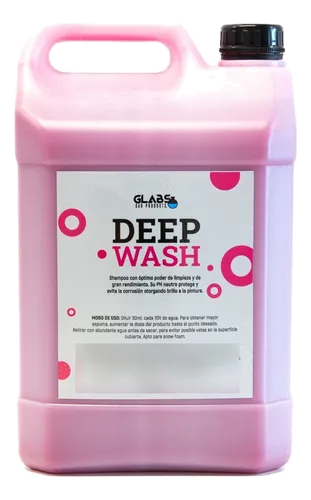 GLABS
ECO PRODUCTS
DEEP
WASH
Shampoo con óptimo poder de limpieza y de
gran rendimiento. Su PH neutro protege y
evita la corrosión otorgando brillo a la pintura.
MODO DE USO: Diluir 50ml. cada 10lt de agua. Para obtener mayor
espuma, aumentar la dosis del producto hasta el punto deseado.
Retirar con abundante agua antes de secar, para evitar posible vetas en la superficie
cubierta. Apto para snow foam.